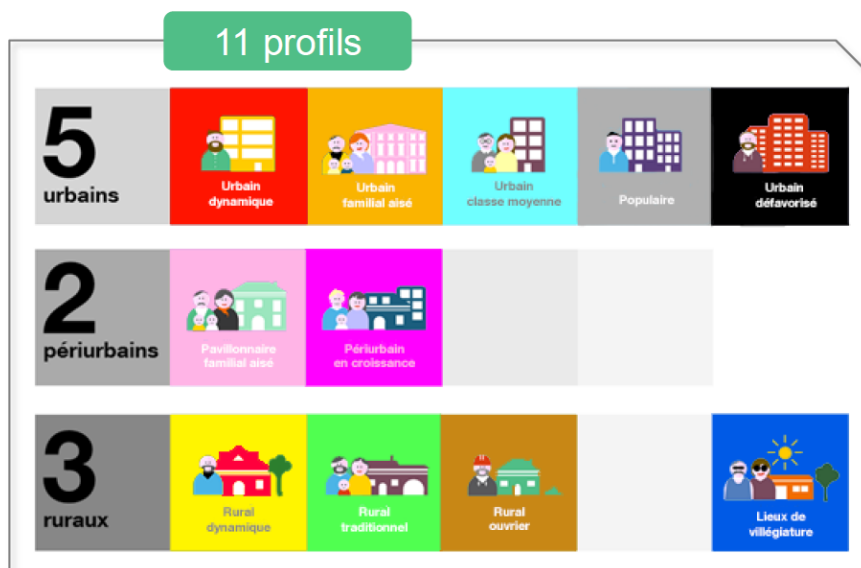 11 profils
5
urbains
Urbain
dynamique
Urbain
familial aisé
Urbain
classe moyenne
Populaire
Urbain
défavorisé
2
périurbains
Pavillonnaire
familial aisé
Périurbain
en croissance
3
ruraux
Rural
dynamique
Rural
traditionnel
Rural
ouvrier
Lieux de
villégiature